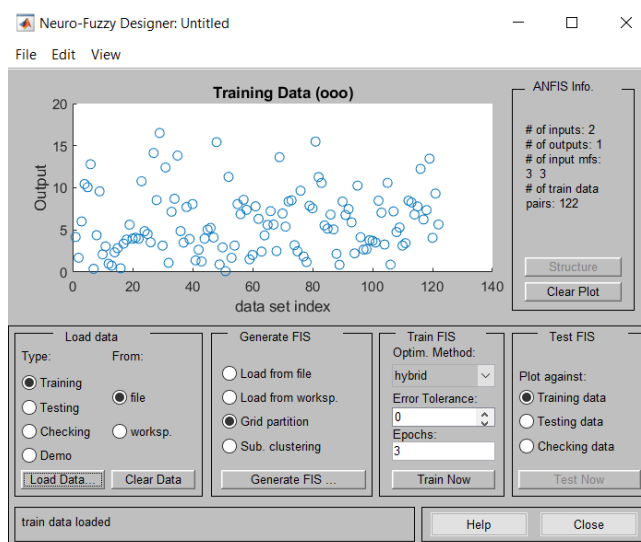 Neuro-Fuzzy Designer: Untitled
File Edit View
Training Data (ooo)
20
15
10
5
0
Output
0 20 40 60 80 100 120 140
data set index
ANFIS Info.
# of inputs: 2
# of outputs: 1
# of input mfs:
3 3
# of train data
pairs: 122
Structure
Clear Plot
Load data
Type: From:
Training
file
Testing
Checking
worksp.
Demo
Load Data... Clear Data
Generate FIS
Load from file
Load from worksp.
Grid partition
Sub. clustering
Generate FIS ...
Train FIS
Optim. Method:
hybrid
Error Tolerance:
0
Epochs:
3
Train Now
Test FIS
Plot against:
Training data
Testing data
Checking data
Test Now
train data loaded
Help Close